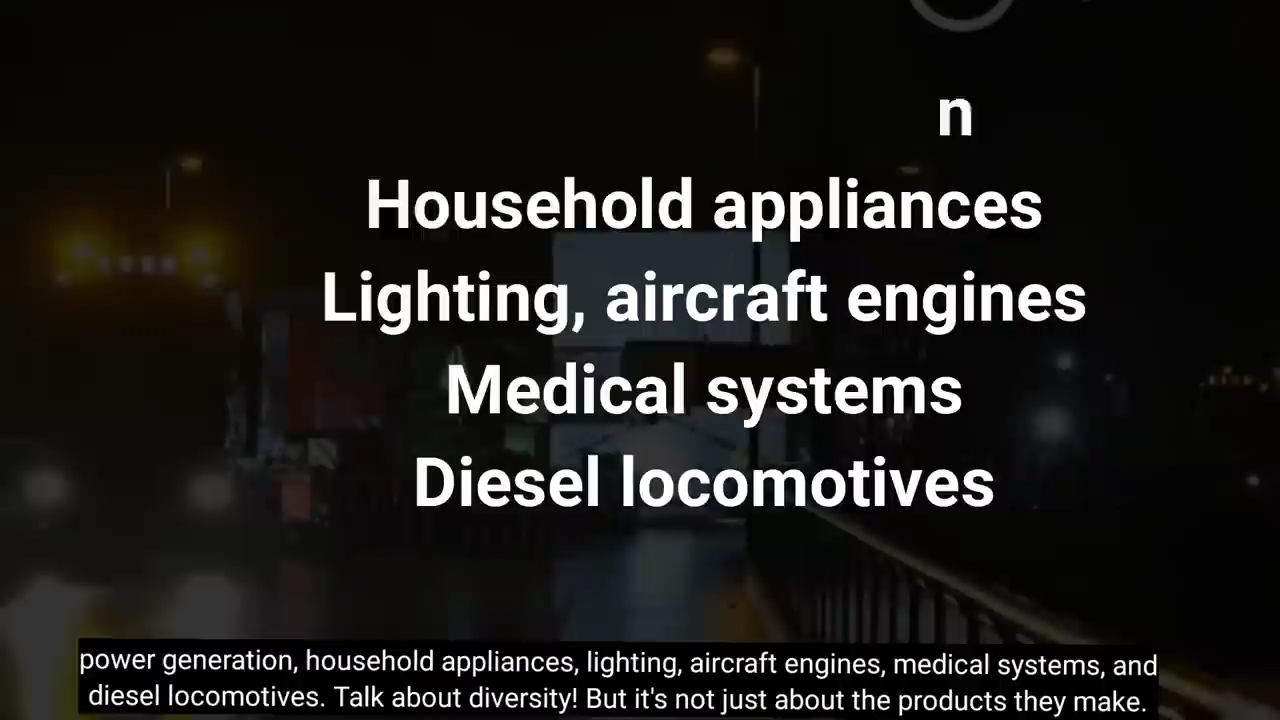 n
Household appliances
Lighting, aircraft engines
Medical systems
Diesel locomotives
power generation, household appliances, lighting, aircraft engines, medical systems, and
diesel locomotives. Talk about diversity! But it's not just about the products they make.